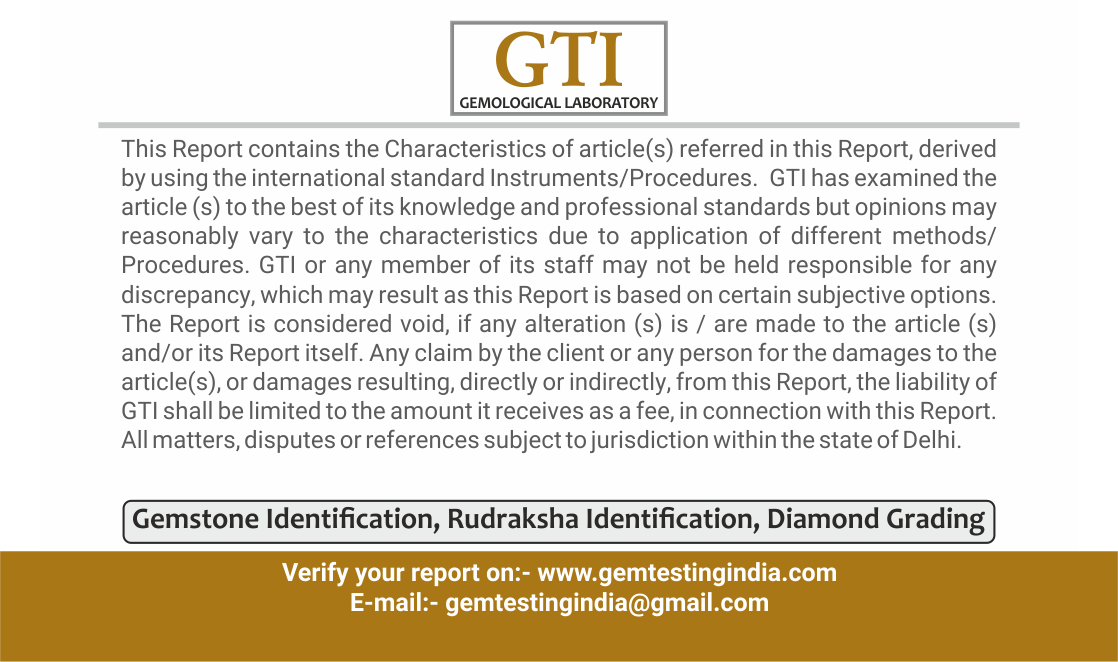 GTI
GEMOLOGICAL LABORATORY
This Report contains the Characteristics of article(s) referred in this Report, derived
by using the international standard Instruments/Procedures.  GTI has examined the
article (s) to the best of its knowledge and professional standards but opinions may
reasonably vary to the characteristics due to application of different methods/
Procedures. GTI or any member of its staff may not be held responsible for any
discrepancy, which may result as this Report is based on certain subjective options.
The Report is considered void, if any alteration (s) is / are made to the article (s)
and/or its Report itself. Any claim by the client or any person for the damages to the
article(s), or damages resulting, directly or indirectly, from this Report, the liability of
GTI shall be limited to the amount it receives as a fee, in connection with this Report.
All matters, disputes or references subject to jurisdiction within the state of Delhi.
Gemstone Identification, Rudraksha Identification, Diamond Grading
Verify your report on:- www.gemtestingindia.com
E-mail:- gemtestingindia@gmail.com